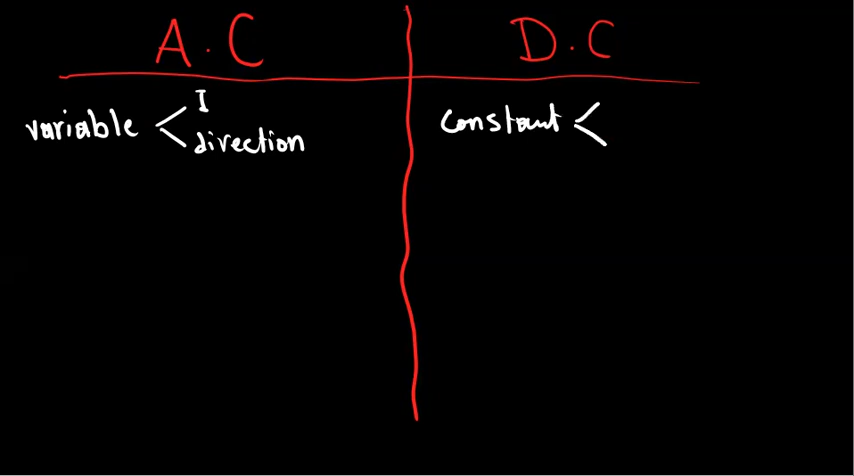 A.C
D.C
variable < I
direction
constant <